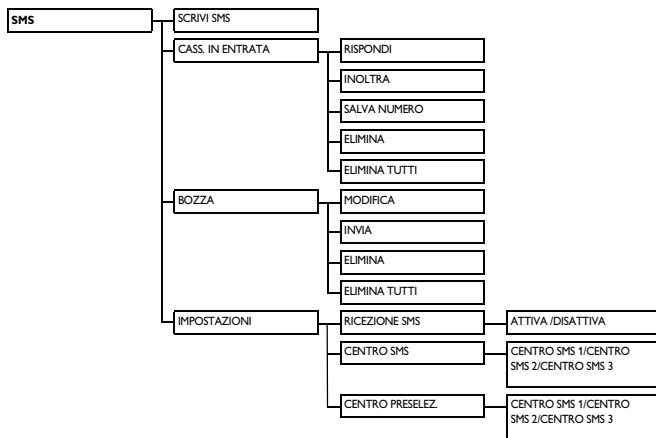 SMS
SCRIVI SMS
CASS. IN ENTRATA
RISPONDI
INOLTRA
SALVA NUMERO
ELIMINA
ELIMINA TUTTI
BOZZA
MODIFICA
INVIA
ELIMINA
ELIMINA TUTTI
IMPOSTAZIONI
RICEZIONE SMS
ATTIVA /DISATTIVA
CENTRO SMS
CENTRO SMS 1/CENTRO
SMS 2/CENTRO SMS 3
CENTRO PRESELEZ.
CENTRO SMS 1/CENTRO
SMS 2/CENTRO SMS 3